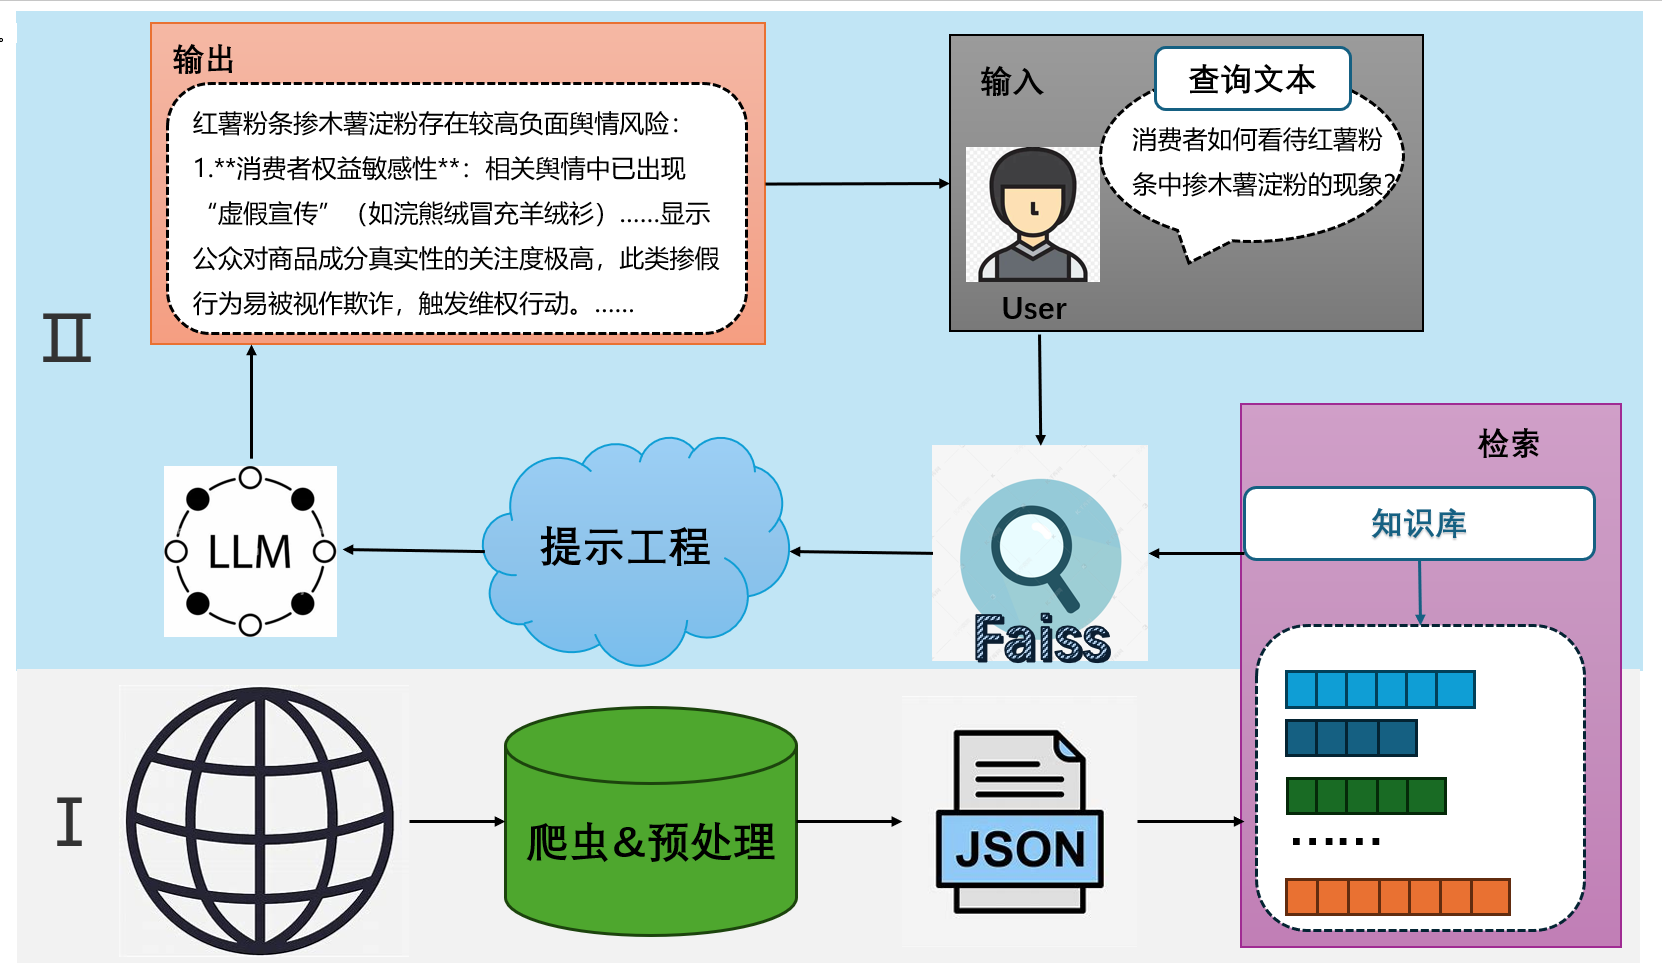 。
输出
红薯粉条掺木薯淀粉存在较高负面舆情风险：
1.**消费者权益敏感性**：相关舆情中已出现
“虚假宣传”（如浣熊绒冒充羊绒衫）……显示
公众对商品成分真实性的关注度极高，此类掺假
行为易被视作欺诈，触发维权行动。……
输入
查询文本
消费者如何看待红薯粉
条中掺木薯淀粉的现象？
User
II
检索
知识库
LLM
提示工程
Faiss
I
爬虫&预处理
JSON
……